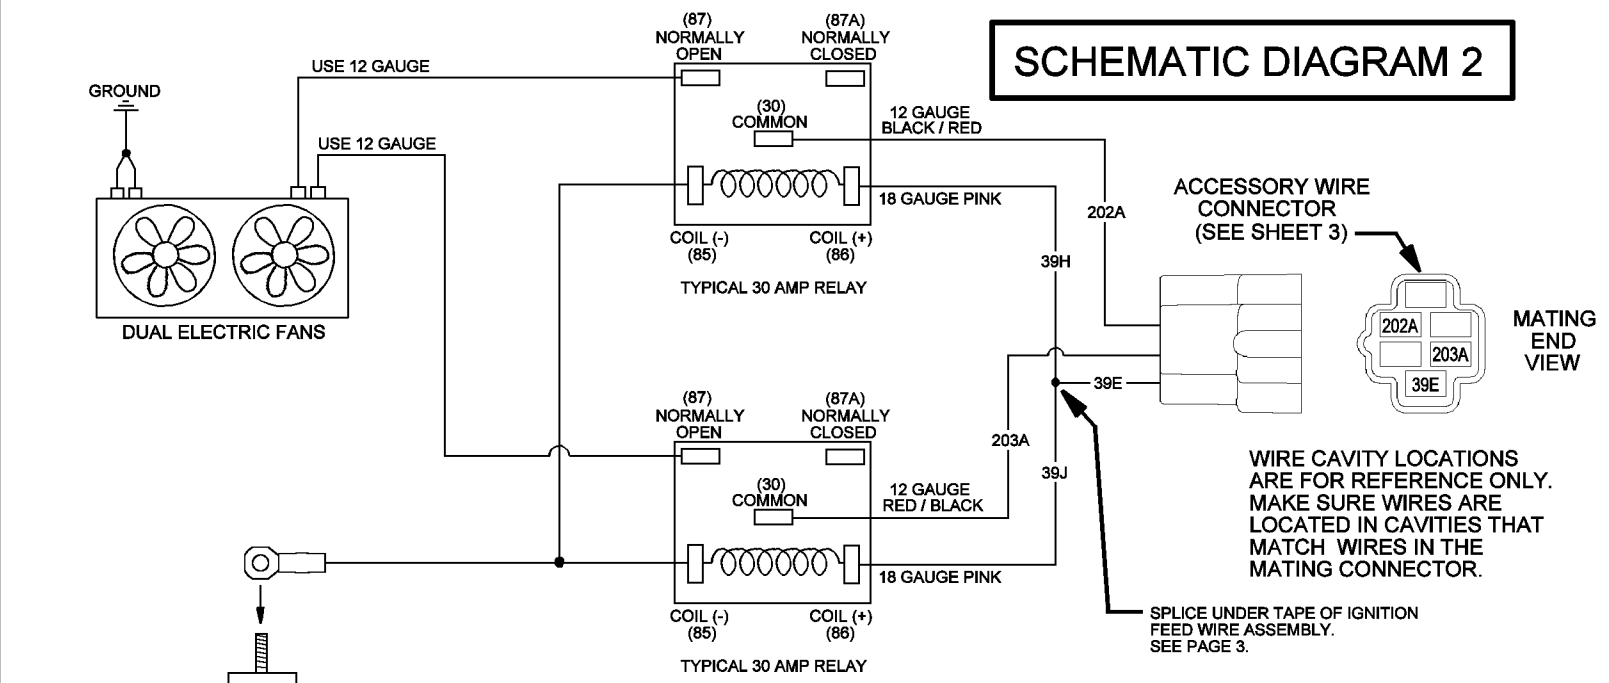 SCHEMATIC DIAGRAM 2
GROUND
USE 12 GAUGE
USE 12 GAUGE
DUAL ELECTRIC FANS
(87)
NORMALLY
OPEN
(87A)
NORMALLY
CLOSED
(30)
COMMON
12 GAUGE
BLACK / RED
18 GAUGE PINK
COIL (-)
(85)
COIL (+)
(86)
TYPICAL 30 AMP RELAY
202A
39H
ACCESSORY WIRE
CONNECTOR
(SEE SHEET 3)
202A
203A
39E
MATING
END
VIEW
39E
203A
39J
(87)
NORMALLY
OPEN
(87A)
NORMALLY
CLOSED
(30)
COMMON
12 GAUGE
RED / BLACK
18 GAUGE PINK
COIL (-)
(85)
COIL (+)
(86)
TYPICAL 30 AMP RELAY
WIRE CAVITY LOCATIONS
ARE FOR REFERENCE ONLY.
MAKE SURE WIRES ARE
LOCATED IN CAVITIES THAT
MATCH WIRES IN THE
MATING CONNECTOR.
SPLICE UNDER TAPE OF IGNITION
FEED WIRE ASSEMBLY.
SEE PAGE 3.